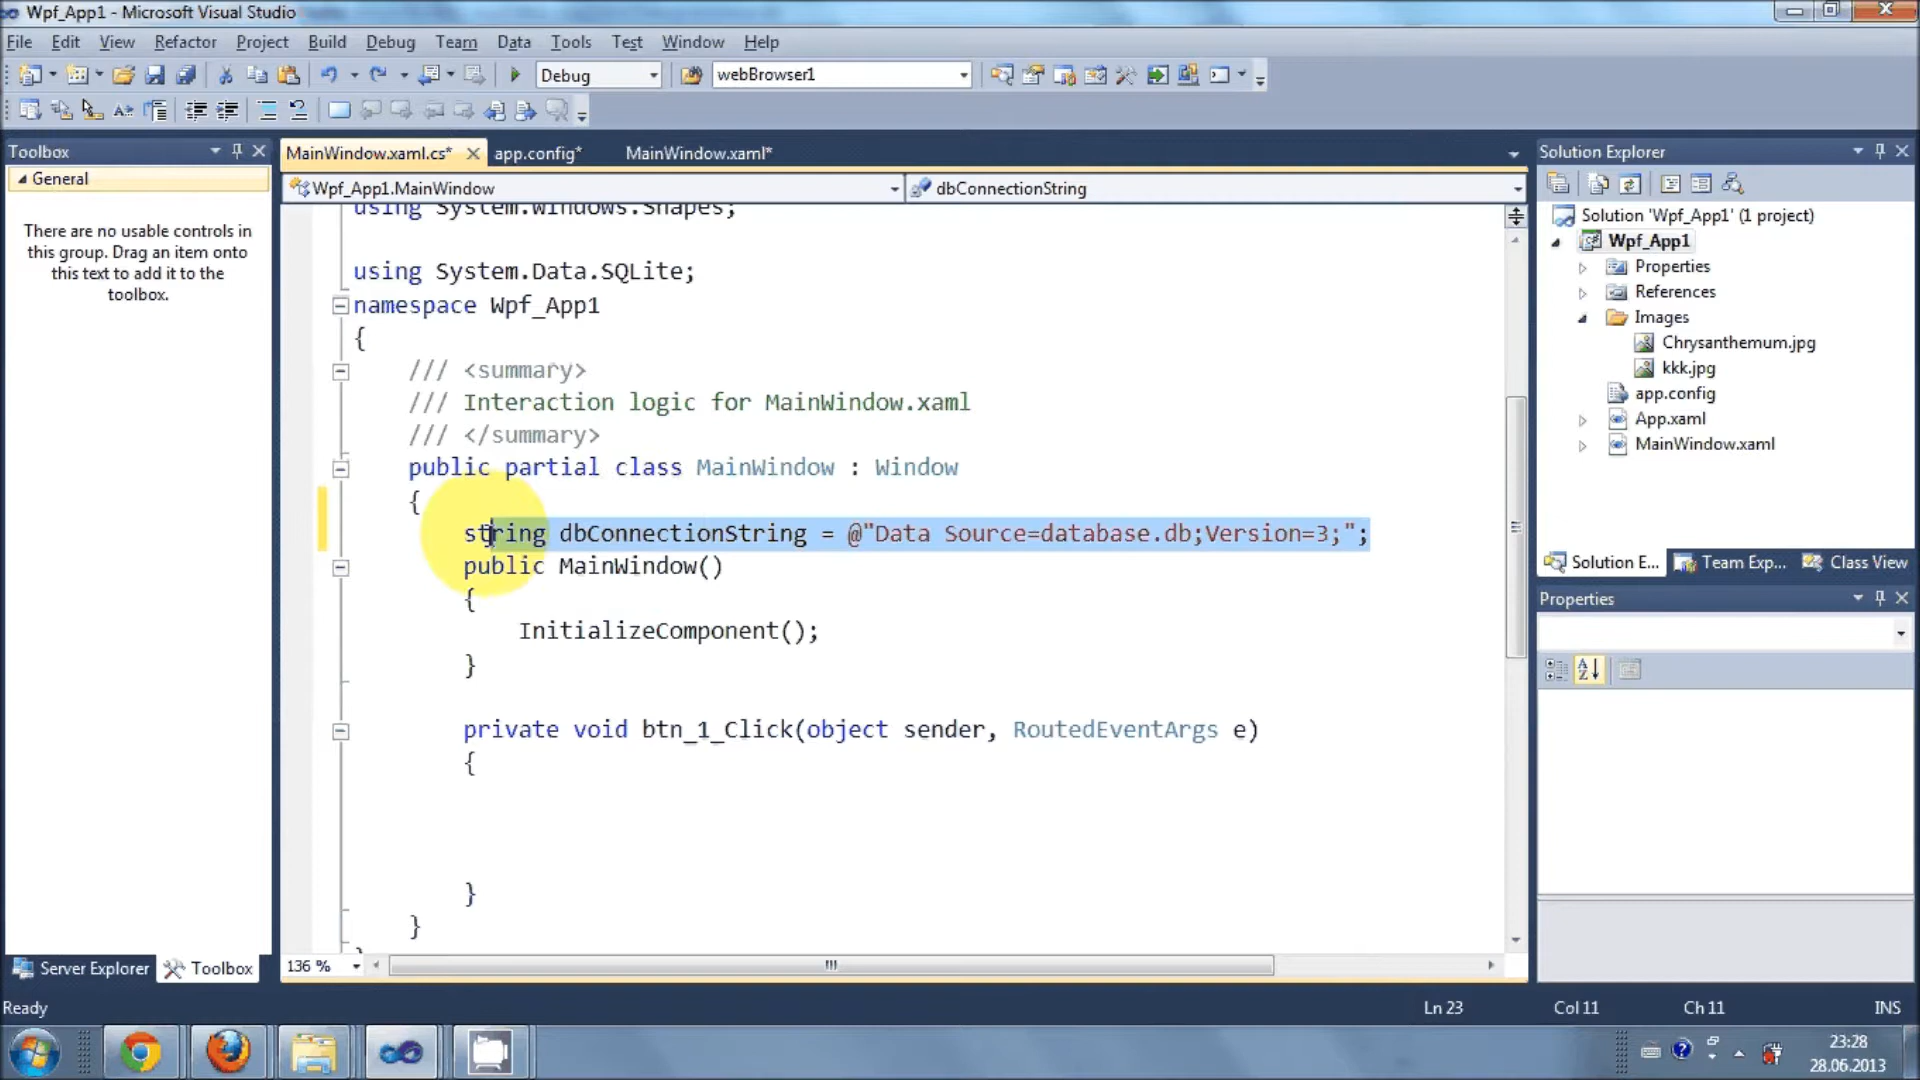 Wpf_App1 - Microsoft Visual Studio
File Edit View Refactor Project Build Debug Team Data Tools Test Window Help
Debug webBrowser1
Toolbox
General
There are no usable controls in
this group. Drag an item onto
this text to add it to the
toolbox.
Server Explorer Toolbox
MainWindow.xaml.cs* app.config* MainWindow.xaml*
Wpf_App1.MainWindow dbConnectionString
using System.Windows.Shapes;
using System.Data.SQLite;
namespace Wpf_App1
{
/// <summary>
/// Interaction logic for MainWindow.xaml
/// </summary>
public partial class MainWindow : Window
{
string dbConnectionString = @"Data Source=database.db;Version=3;";
public MainWindow()
{
InitializeComponent();
}
private void btn_1_Click(object sender, RoutedEventArgs e)
{
}
}
136 %
Solution Explorer
Solution 'Wpf_App1' (1 project)
Wpf_App1
Properties
References
Images
Chrysanthemum.jpg
kkk.jpg
app.config
App.xaml
MainWindow.xaml
Solution E... Team Exp... Class View
Properties
Ready Ln 23 Col 11 Ch 11 INS
23:28
28.06.2013